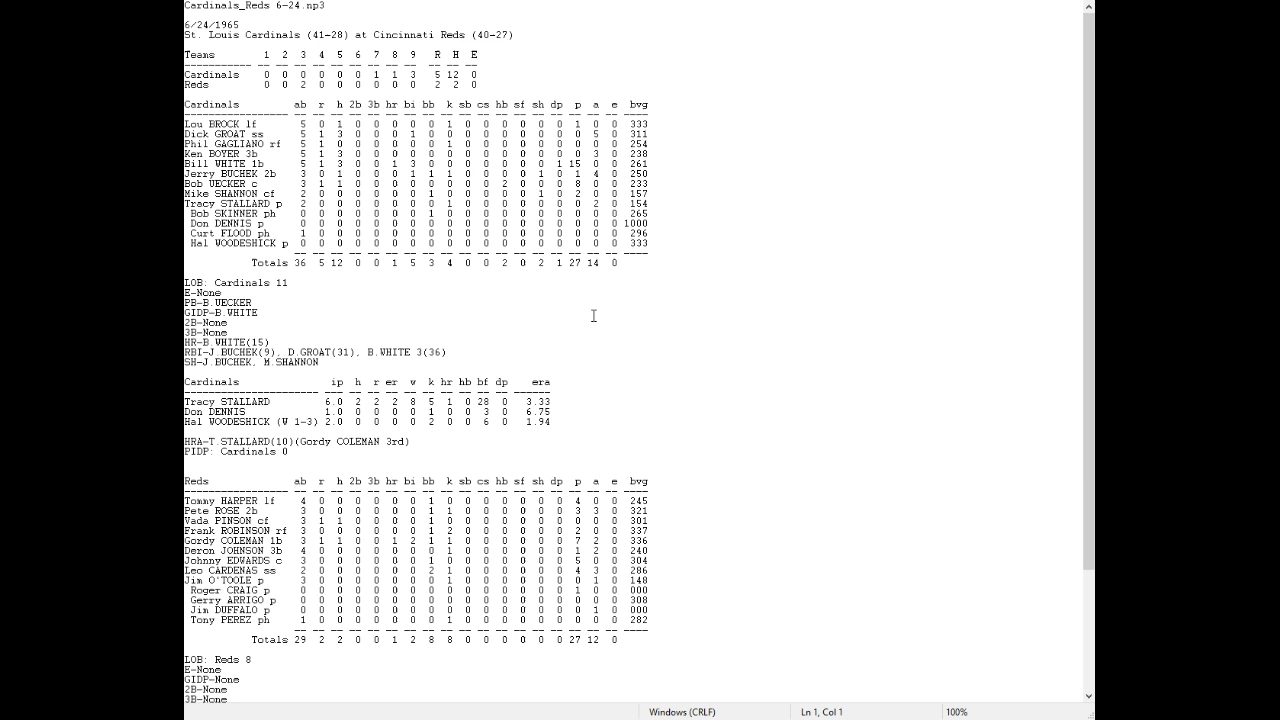 Cardinals_Reds 6-24.np3
6/24/1965
St. Louis Cardinals (41-28) at Cincinnati Reds (40-27)
Teams 1 2 3 4 5 6 7 8 9 R H E
----------- -- -- -- -- -- -- -- -- -- -- -- --
Cardinals 0 0 0 0 0 0 1 1 3 5 12 0
Reds 0 0 2 0 0 0 0 0 0 2 2 0
Cardinals ab r h 2b 3b hr bi bb k sb cs hb sf sh dp p a e bvg
----------------- -- -- -- -- -- -- -- -- -- -- -- -- -- -- -- -- -- -- ----
Lou BROCK lf 5 0 1 0 0 0 0 0 1 0 0 0 0 0 0 1 0 0 333
Dick GROAT ss 5 1 3 0 0 0 1 0 0 0 0 0 0 0 0 0 5 0 311
Phil GAGLIANO rf 5 1 0 0 0 0 0 0 1 0 0 0 0 0 0 0 0 0 254
Ken BOYER 3b 5 1 3 0 0 0 0 0 0 0 0 0 0 0 0 0 3 0 238
Bill WHITE 1b 5 1 3 0 0 1 3 0 0 0 0 0 0 0 1 15 0 0 261
Jerry BUCHEK 2b 3 0 1 0 0 0 1 1 1 0 0 0 0 1 0 1 4 0 250
Bob UECKER c 3 1 1 0 0 0 0 0 0 0 0 2 0 0 0 8 0 0 233
Mike SHANNON cf 2 0 0 0 0 0 0 1 0 0 0 0 0 1 0 2 0 0 157
Tracy STALLARD p 2 0 0 0 0 0 0 0 1 0 0 0 0 0 0 0 2 0 154
Bob SKINNER ph 0 0 0 0 0 0 0 1 0 0 0 0 0 0 0 0 0 0 265
Don DENNIS p 0 0 0 0 0 0 0 0 0 0 0 0 0 0 0 0 0 0 1000
Curt FLOOD ph 1 0 0 0 0 0 0 0 0 0 0 0 0 0 0 0 0 0 296
Hal WOODESHICK p 0 0 0 0 0 0 0 0 0 0 0 0 0 0 0 0 0 0 333
-- -- -- -- -- -- -- -- -- -- -- -- -- -- -- -- -- -- ----
Totals 36 5 12 0 0 1 5 3 4 0 0 2 0 2 1 27 14 0
LOB: Cardinals 11
E-None
PB-B.UECKER
GIDP-B.WHITE
2B-None
3B-None
HR-B.WHITE(15)
RBI-J.BUCHEK(9), D.GROAT(31), B.WHITE 3(36)
SH-J.BUCHEK, M.SHANNON
Cardinals ip h r er w k hr hb bf dp era
---------------------- --- -- -- -- -- -- -- -- -- -- ------
Tracy STALLARD 6.0 2 2 2 8 5 1 0 28 0 3.33
Don DENNIS 1.0 0 0 0 0 1 0 0 3 0 6.75
Hal WOODESHICK (W 1-3) 2.0 0 0 0 0 2 0 0 6 0 1.94
HRA-T.STALLARD(10)(Gordy COLEMAN 3rd)
PIDP: Cardinals 0
Reds ab r h 2b 3b hr bi bb k sb cs hb sf sh dp p a e bvg
----------------- -- -- -- -- -- -- -- -- -- -- -- -- -- -- -- -- -- -- ----
Tommy HARPER lf 4 0 0 0 0 0 0 1 0 0 0 0 0 0 0 4 0 0 245
Pete ROSE 2b 3 0 0 0 0 0 0 1 1 0 0 0 0 0 0 3 3 0 321
Vada PINSON cf 3 1 1 0 0 0 0 1 0 0 0 0 0 0 0 0 0 0 301
Frank ROBINSON rf 3 0 0 0 0 0 0 1 2 0 0 0 0 0 0 2 0 0 337
Gordy COLEMAN 1b 3 1 1 0 0 1 2 1 1 0 0 0 0 0 0 7 2 0 336
Deron JOHNSON 3b 4 0 0 0 0 0 0 0 1 0 0 0 0 0 0 1 2 0 240
Johnny EDWARDS c 3 0 0 0 0 0 0 1 0 0 0 0 0 0 0 5 0 0 304
Leo CARDENAS ss 2 0 0 0 0 0 0 2 1 0 0 0 0 0 0 4 3 0 286
Jim O'TOOLE p 3 0 0 0 0 0 0 0 1 0 0 0 0 0 0 0 1 0 148
Roger CRAIG p 0 0 0 0 0 0 0 0 0 0 0 0 0 0 0 1 0 0 000
Gerry ARRIGO p 0 0 0 0 0 0 0 0 0 0 0 0 0 0 0 0 0 0 308
Jim DUFFALO p 0 0 0 0 0 0 0 0 0 0 0 0 0 0 0 0 1 0 000
Tony PEREZ ph 1 0 0 0 0 0 0 0 1 0 0 0 0 0 0 0 0 0 282
-- -- -- -- -- -- -- -- -- -- -- -- -- -- -- -- -- -- ----
Totals 29 2 2 0 0 1 2 8 8 0 0 0 0 0 0 27 12 0
LOB: Reds 8
E-None
GIDP-None
2B-None
3B-None
Windows (CRLF) Ln 1, Col 1 100%